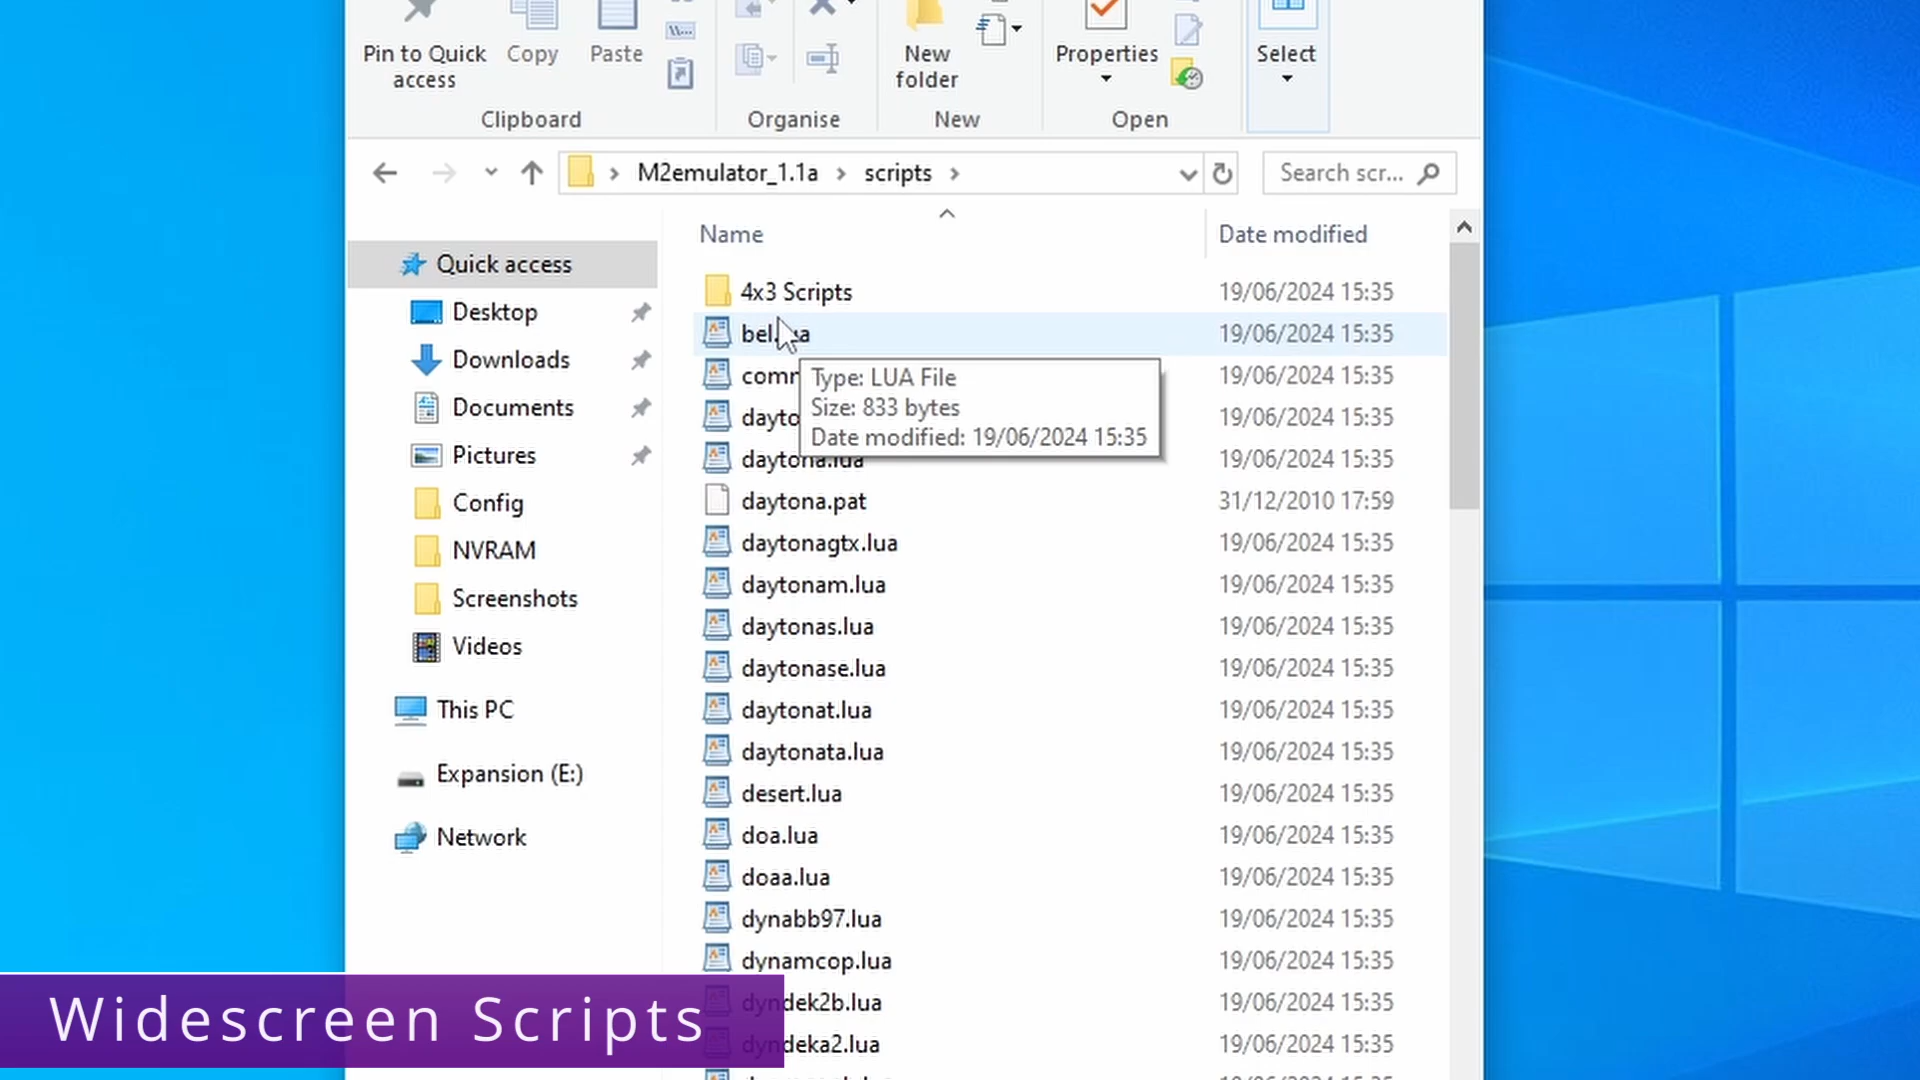 Pin to Quick access
Copy
Paste
New folder
Properties
Select
Clipboard
Organise
New
Open
M2emulator_1.1a
scripts
Search scr...
Name
Date modified
Quick access
Desktop
Downloads
Documents
Pictures
Config
NVRAM
Screenshots
Videos
This PC
Expansion (E:)
Network
4x3 Scripts 19/06/2024 15:35
19/06/2024 15:35
19/06/2024 15:35
19/06/2024 15:35
Type: LUA File
Size: 833 bytes
Date modified: 19/06/2024 15:35
daytona.lua 19/06/2024 15:35
daytona.pat 31/12/2010 17:59
daytonagtx.lua 19/06/2024 15:35
daytonam.lua 19/06/2024 15:35
daytonas.lua 19/06/2024 15:35
daytonase.lua 19/06/2024 15:35
daytonat.lua 19/06/2024 15:35
daytonata.lua 19/06/2024 15:35
desert.lua 19/06/2024 15:35
doa.lua 19/06/2024 15:35
doaa.lua 19/06/2024 15:35
dynabb97.lua 19/06/2024 15:35
dynamcop.lua 19/06/2024 15:35
dyndek2b.lua 19/06/2024 15:35
dyndeka2.lua 19/06/2024 15:35
Widescreen Scripts